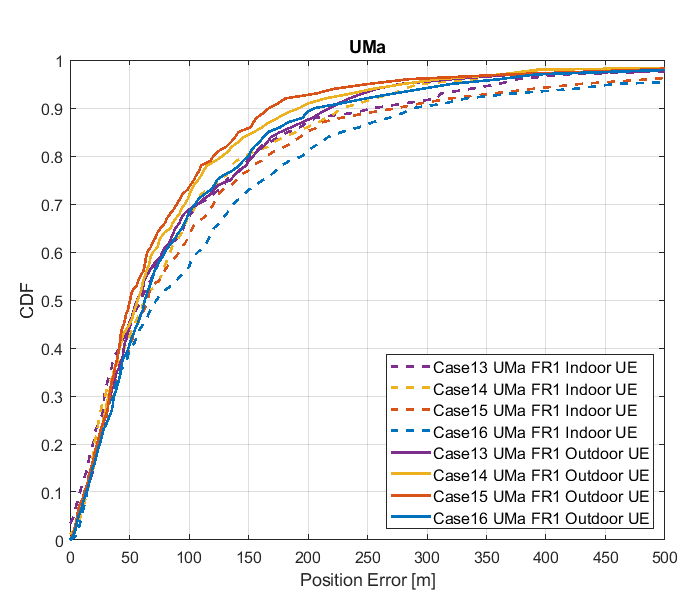 UMa
1
0.9
0.8
0.7
0.6
0.5
0.4
0.3
0.2
0.1
0
CDF
Case13 UMa FR1 Indoor UE
Case14 UMa FR1 Indoor UE
Case15 UMa FR1 Indoor UE
Case16 UMa FR1 Indoor UE
Case13 UMa FR1 Outdoor UE
Case14 UMa FR1 Outdoor UE
Case15 UMa FR1 Outdoor UE
Case16 UMa FR1 Outdoor UE
0 50 100 150 200 250 300 350 400 450 500
Position Error [m]